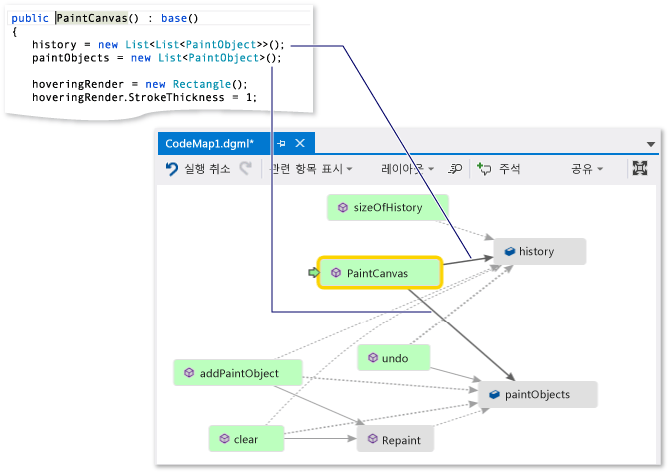 public PaintCanvas() : base()
{
history = new List<List<PaintObject>>();
paintObjects = new List<PaintObject>();
hoveringRender = new Rectangle();
hoveringRender.StrokeThickness = 1;
CodeMap1.dgml*
실행 취소 관련 항목 표시 레이아웃 주석 공유
sizeOfHistory
history
PaintCanvas
undo
addPaintObject
paintObjects
clear
Repaint